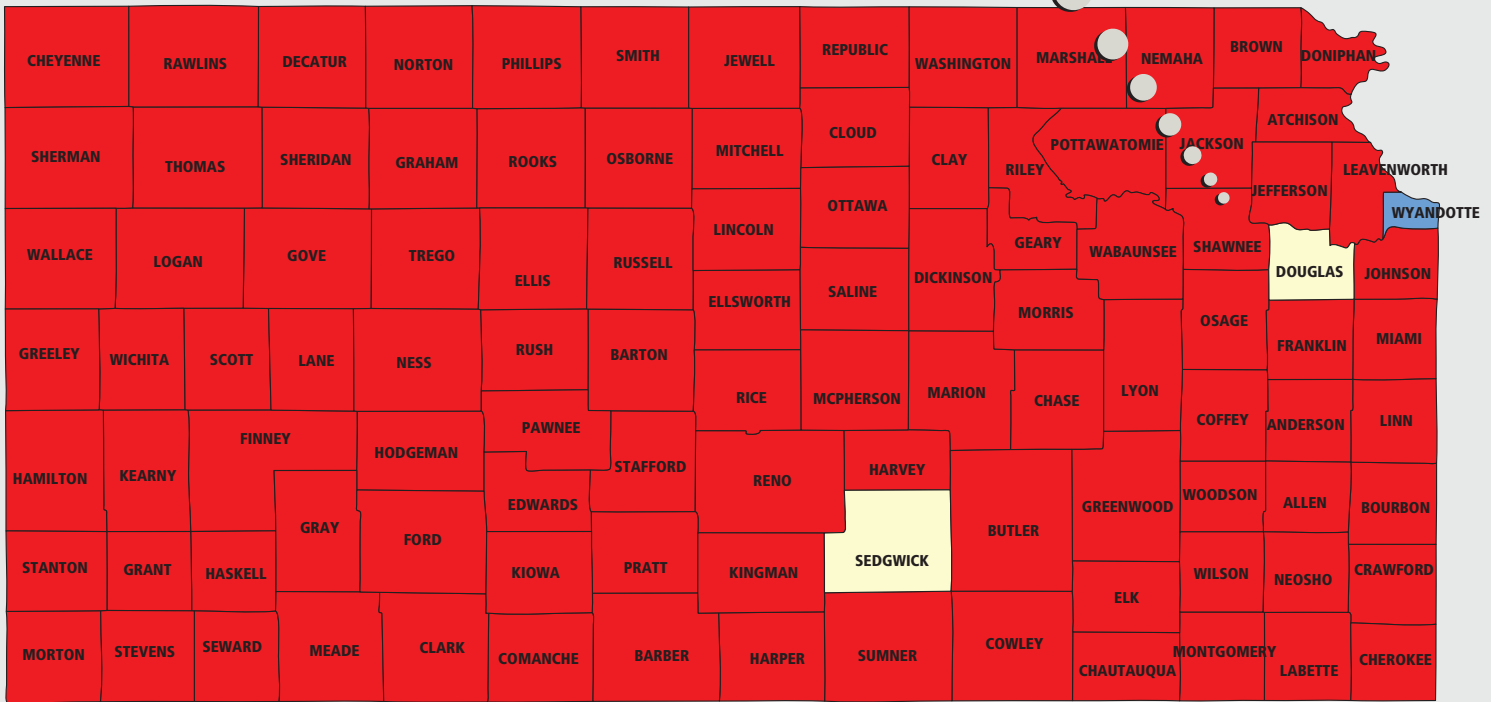 CHEYENNE
RAWLINS
DECATUR
NORTON
PHILLIPS
SMITH
JEWELL
REPUBLIC
WASHINGTON
MARSHALL
NEMAHA
BROWN
DONIPHAN
SHERMAN
THOMAS
SHERIDAN
GRAHAM
ROOKS
OSBORNE
MITCHELL
CLOUD
CLAY
RILEY
POTTAWATOMIE
JACKSON
ATCHISON
JEFFERSON
LEAVENWORTH
WYANDOTTE
WALLACE
LOGAN
GOVE
TREGO
ELLIS
RUSSELL
LINCOLN
OTTAWA
ELLSWORTH
SALINE
DICKINSON
GEARY
WABAUNSEE
SHAWNEE
DOUGLAS
JOHNSON
MORRIS
OSAGE
FRANKLIN
MIAMI
GREELEY
WICHITA
SCOTT
LANE
NESS
RUSH
BARTON
RICE
MCPHERSON
MARION
CHASE
LYON
COFFEY
ANDERSON
LINN
HAMILTON
KEARNY
FINNEY
HODGEMAN
PAWNEE
STAFFORD
EDWARDS
RENO
HARVEY
SEDGWICK
BUTLER
GREENWOOD
WOODSON
ALLEN
BOURBON
GRAY
FORD
STANTON
GRANT
HASKELL
KIOWA
PRATT
KINGMAN
ELK
WILSON
NEOSHO
CRAWFORD
MORTON
STEVENS
SEWARD
MEADE
CLARK
COMANCHE
BARBER
HARPER
SUMNER
COWLEY
CHAUTAUQUA
MONTGOMERY
LABETTE
CHEROKEE